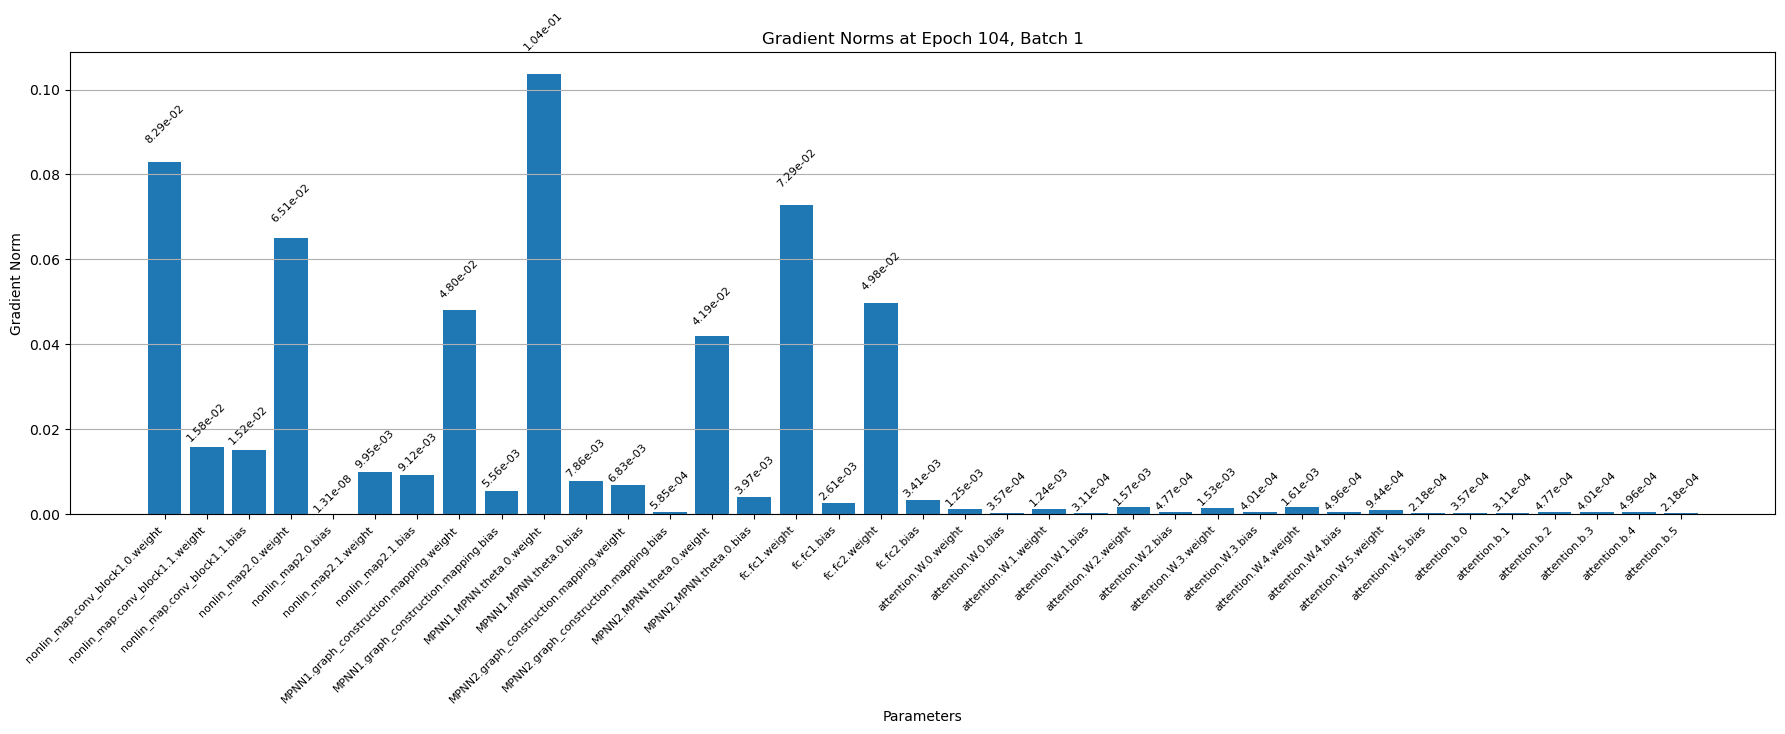 Gradient Norms at Epoch 104, Batch 1
Gradient Norm
0.10
0.08
0.06
0.04
0.02
0.00
8.29e-02
1.58e-02
1.52e-02
6.51e-02
1.31e-08
9.95e-03
9.12e-03
4.80e-02
5.56e-03
1.04e-01
7.86e-03
6.83e-03
5.85e-04
4.19e-02
3.97e-03
7.29e-02
2.61e-03
4.98e-02
3.41e-03
1.25e-03
3.57e-04
1.24e-03
3.11e-04
1.57e-03
4.77e-04
1.53e-03
4.01e-04
1.61e-03
4.96e-04
9.44e-04
2.18e-04
3.57e-04
3.11e-04
4.77e-04
4.01e-04
4.96e-04
2.18e-04
nonlin_map.conv_block1.0.weight
nonlin_map.conv_block1.1.weight
nonlin_map.conv_block1.1.bias
nonlin_map2.0.weight
nonlin_map2.0.bias
nonlin_map2.1.weight
nonlin_map2.1.bias
MPNN1.graph_construction.mapping.weight
MPNN1.graph_construction.mapping.bias
MPNN1.MPNN.theta.0.weight
MPNN1.MPNN.theta.0.bias
MPNN2.graph_construction.mapping.weight
MPNN2.graph_construction.mapping.bias
MPNN2.MPNN.theta.0.weight
MPNN2.MPNN.theta.0.bias
fc.fc1.weight
fc.fc1.bias
fc.fc2.weight
fc.fc2.bias
attention.W.0.weight
attention.W.0.bias
attention.W.1.weight
attention.W.1.bias
attention.W.2.weight
attention.W.2.bias
attention.W.3.weight
attention.W.3.bias
attention.W.4.weight
attention.W.4.bias
attention.W.5.weight
attention.W.5.bias
attention.b.0
attention.b.1
attention.b.2
attention.b.3
attention.b.4
attention.b.5
Parameters